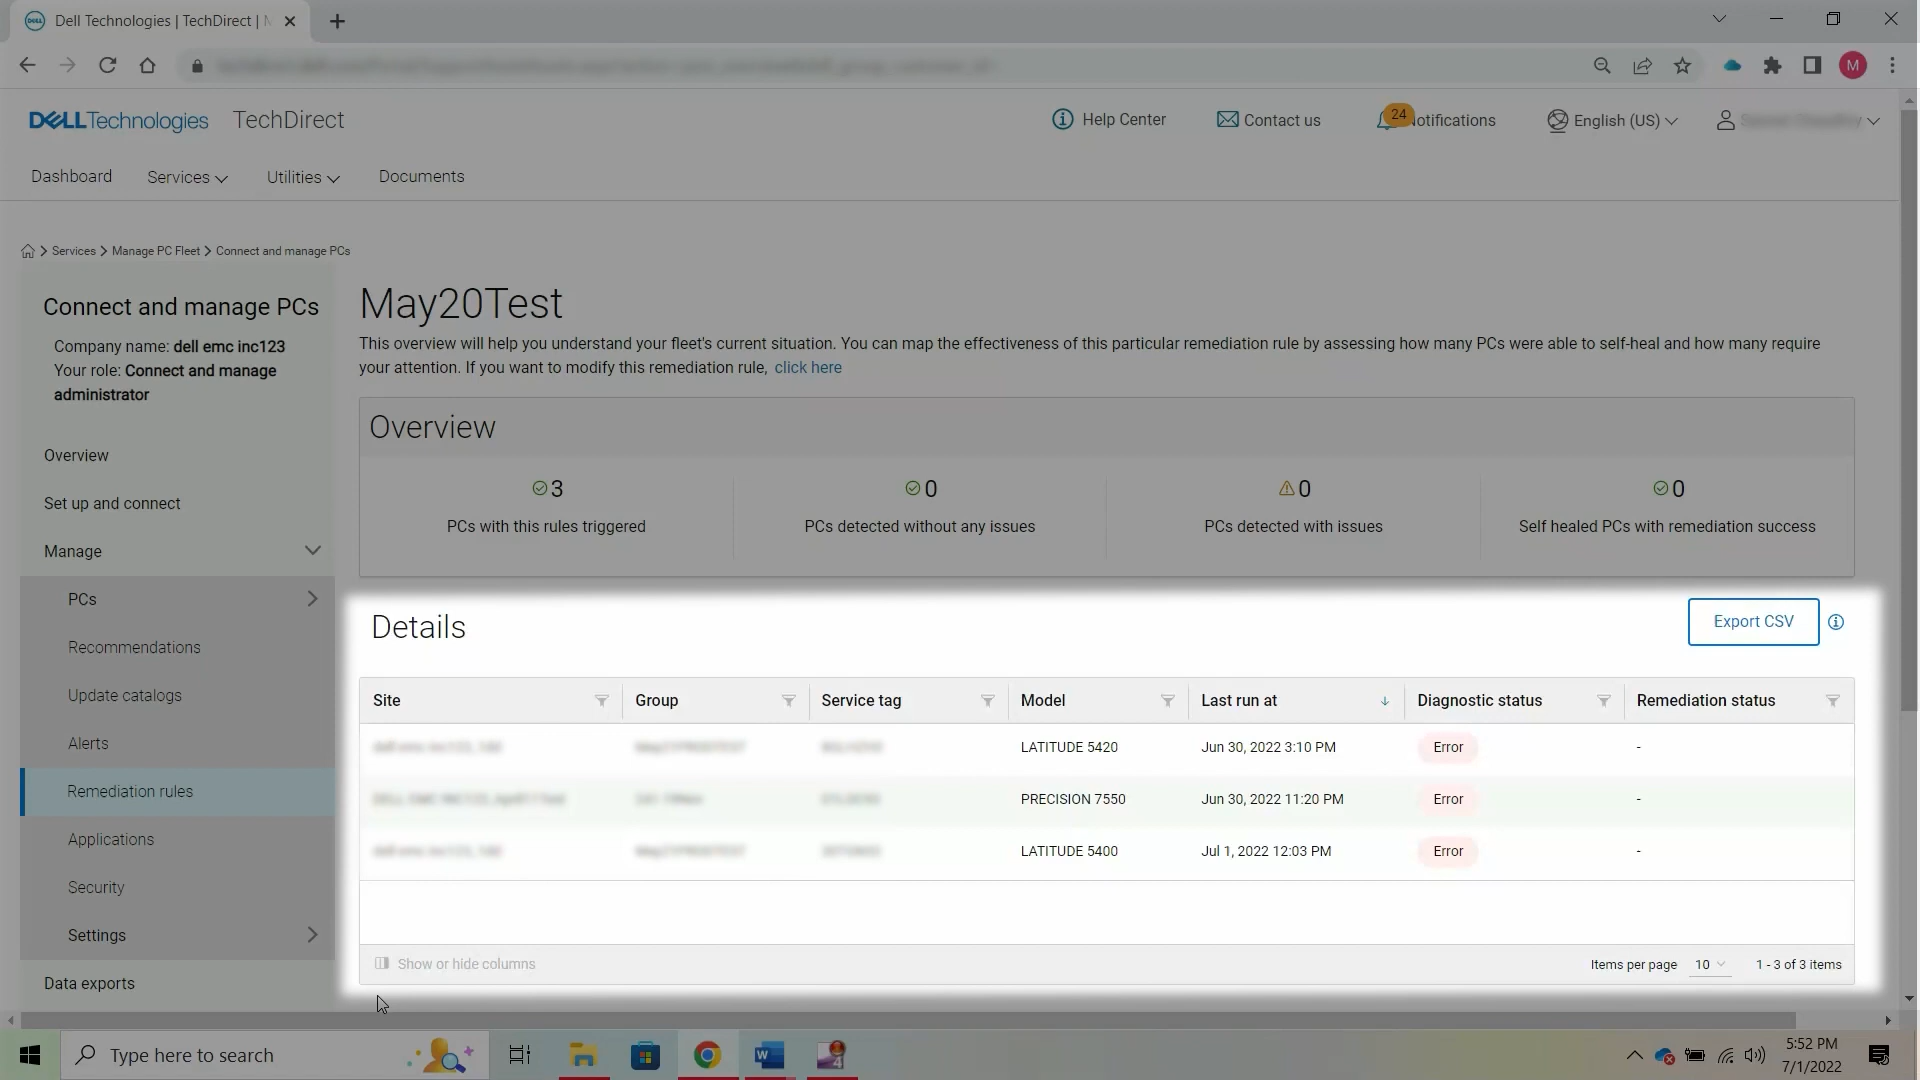 Dell Technologies | TechDirect |
DELLTechnologies TechDirect
Help Center
Contact us
24
otifications
English (US)
Dashboard
Services
Utilities
Documents
Services
Manage PC Fleet
Connect and manage PCs
Connect and manage PCs
Company name: dell emc inc123
Your role: Connect and manage
administrator
Overview
Set up and connect
Manage
PCs
Recommendations
Update catalogs
Alerts
Remediation rules
Applications
Security
Settings
Data exports
May20Test
This overview will help you understand your fleet's current situation. You can map the effectiveness of this particular remediation rule by assessing how many PCs were able to self-heal and how many require
your attention. If you want to modify this remediation rule, click here
Overview
3
PCs with this rules triggered
0
PCs detected without any issues
0
PCs detected with issues
0
Self healed PCs with remediation success
Details
Export CSV
Site Group Service tag Model Last run at Diagnostic status Remediation status
LATITUDE 5420 Jun 30, 2022 3:10 PM Error -
PRECISION 7550 Jun 30, 2022 11:20 PM Error -
LATITUDE 5400 Jul 1, 2022 12:03 PM Error -
Show or hide columns
Items per page 10 1 - 3 of 3 items
Type here to search
5:52 PM
7/1/2022
M